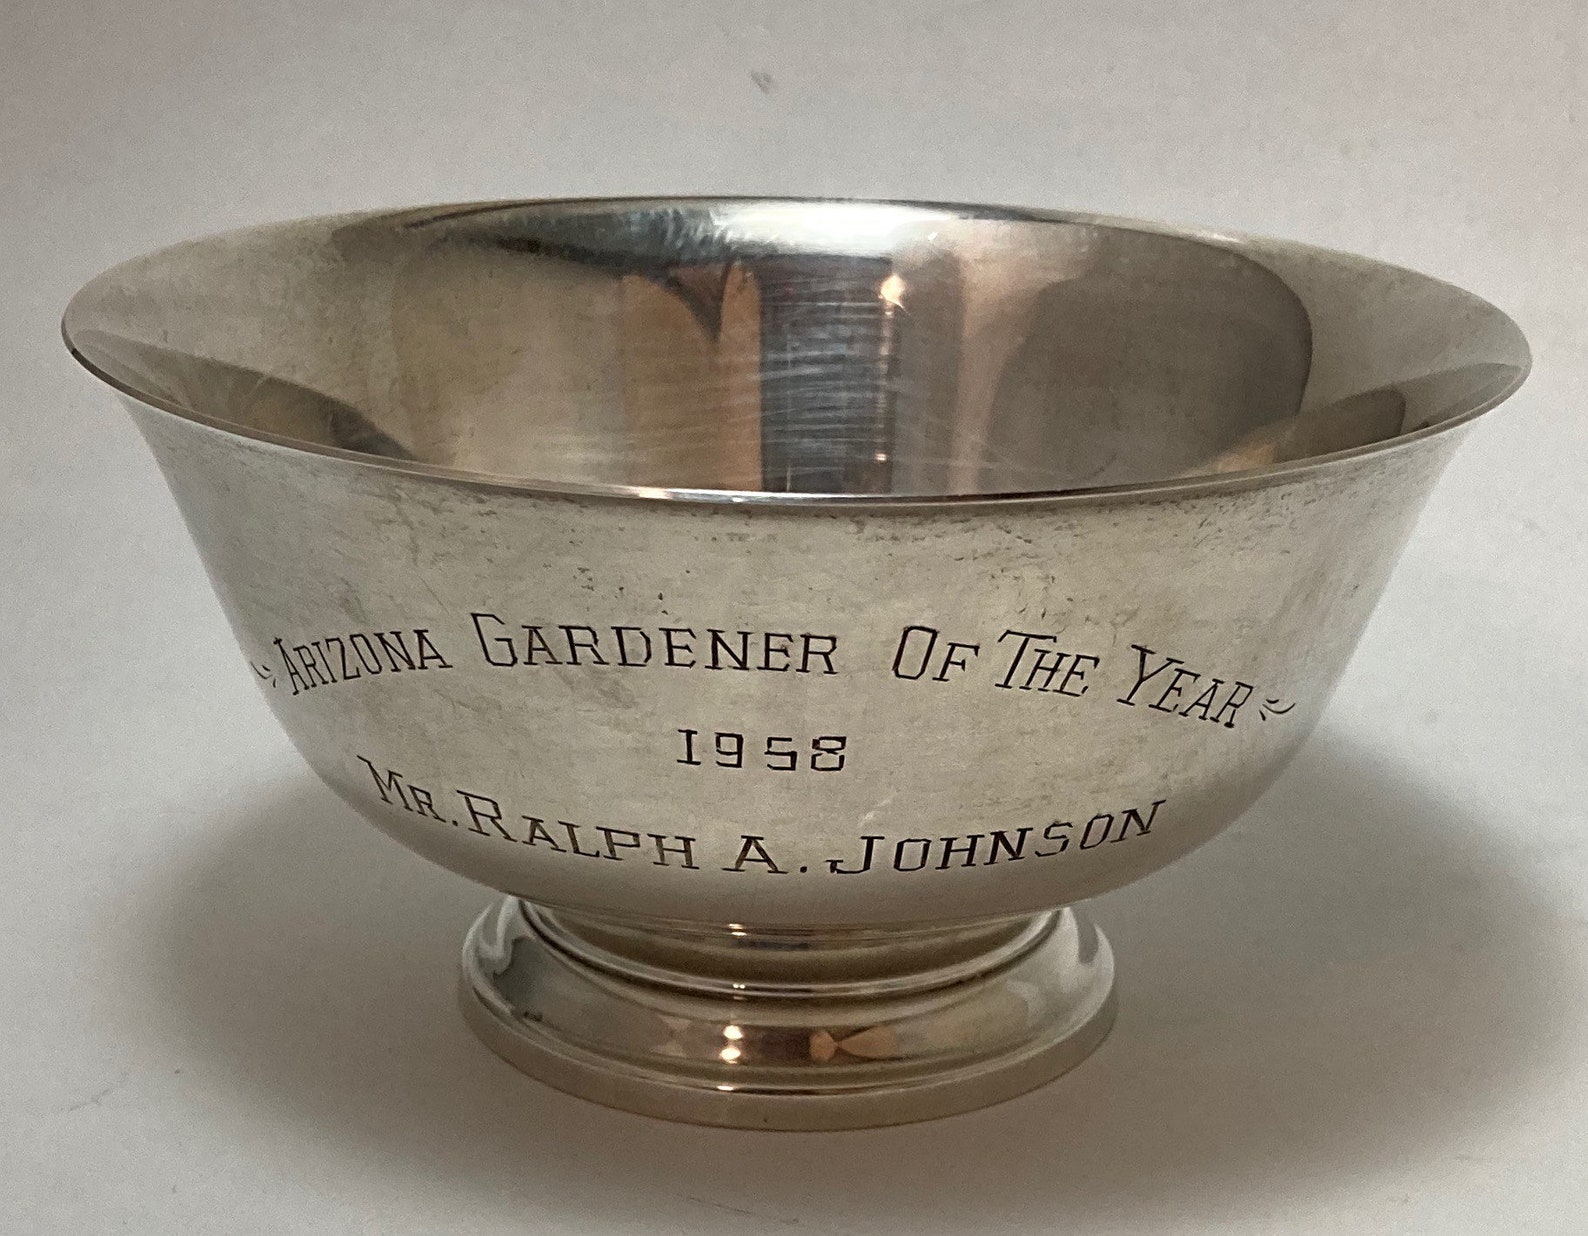 ARIZONA GARDENER OF THE YEAR
1958
MR. RALPH A. JOHNSON